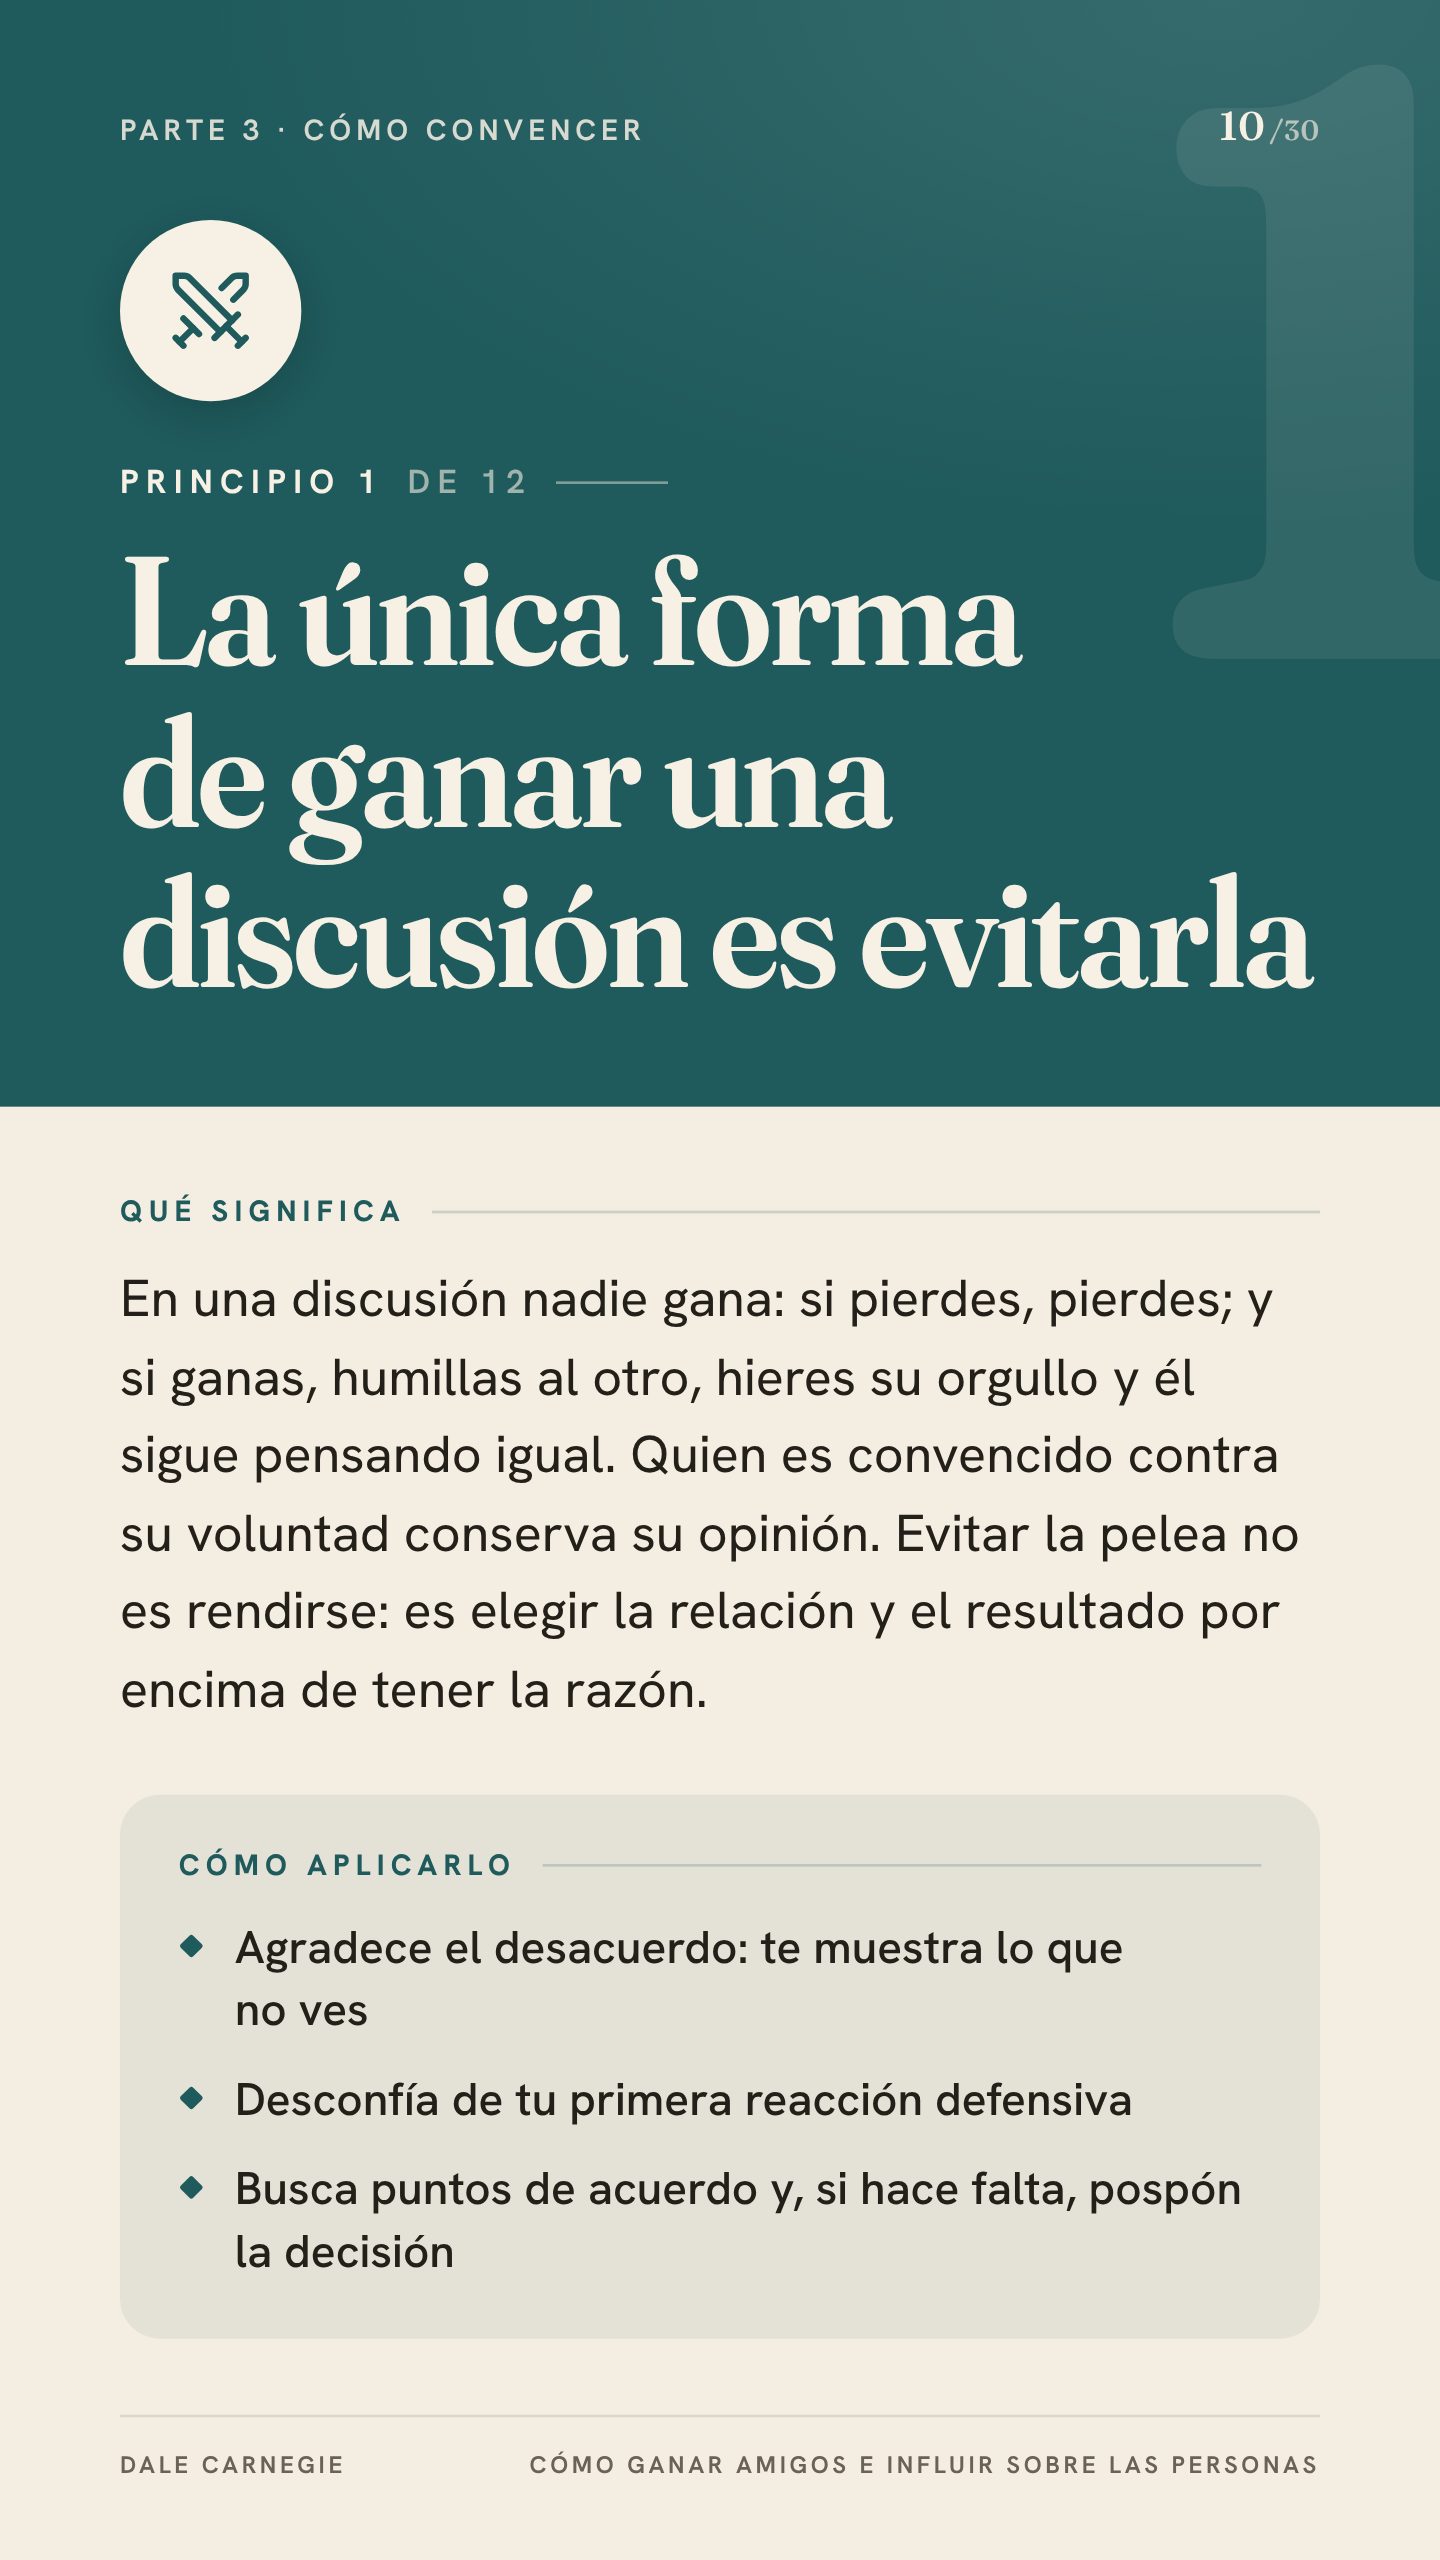 PARTE 3 · CÓMO CONVENCER
10/30
1
PRINCIPIO 1 DE 12
La única forma
de ganar una
discusión es evitarla
QUÉ SIGNIFICA
En una discusión nadie gana: si pierdes, pierdes; y
si ganas, humillas al otro, hieres su orgullo y él
sigue pensando igual. Quien es convencido contra
su voluntad conserva su opinión. Evitar la pelea no
es rendirse: es elegir la relación y el resultado por
encima de tener la razón.
CÓMO APLICARLO
Agradece el desacuerdo: te muestra lo que
no ves
Desconfía de tu primera reacción defensiva
Busca puntos de acuerdo y, si hace falta, pospón
la decisión
DALE CARNEGIE
CÓMO GANAR AMIGOS E INFLUIR SOBRE LAS PERSONAS